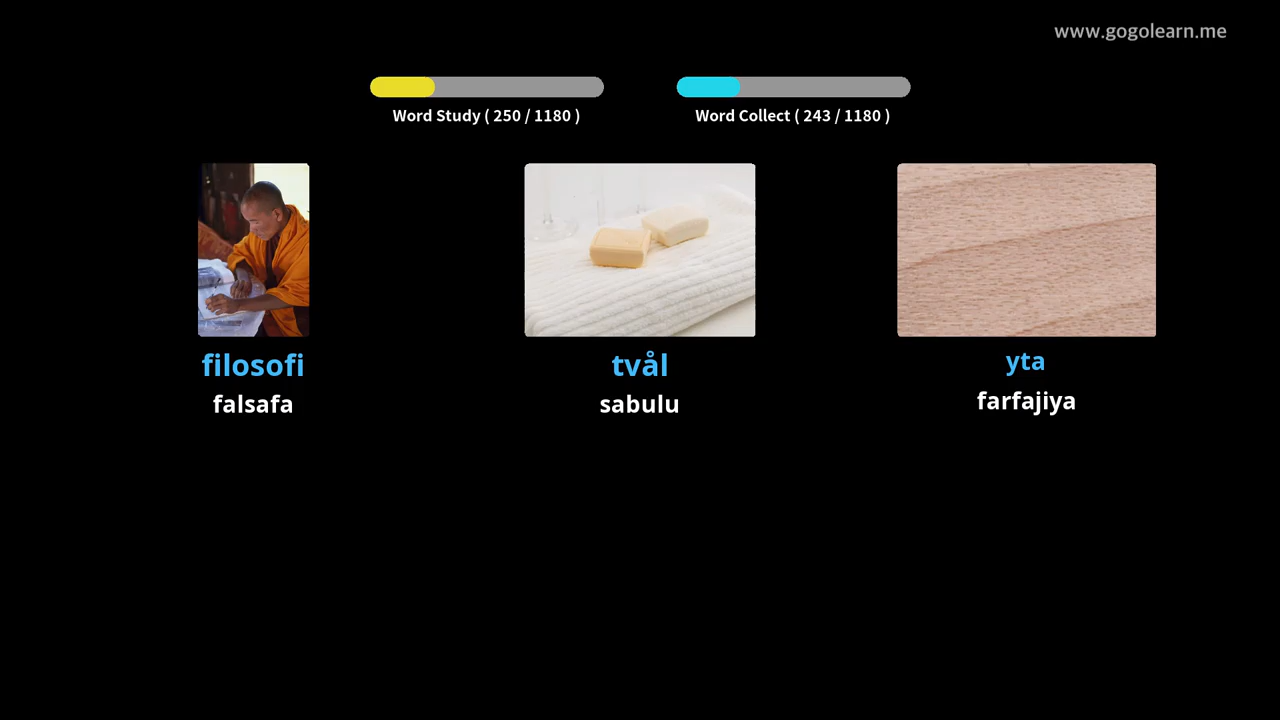 www.gogolearn.me
Word Study ( 250 / 1180 )
Word Collect ( 243 / 1180 )
filosofi
falsafa
tvål
sabulu
yta
farfajiya